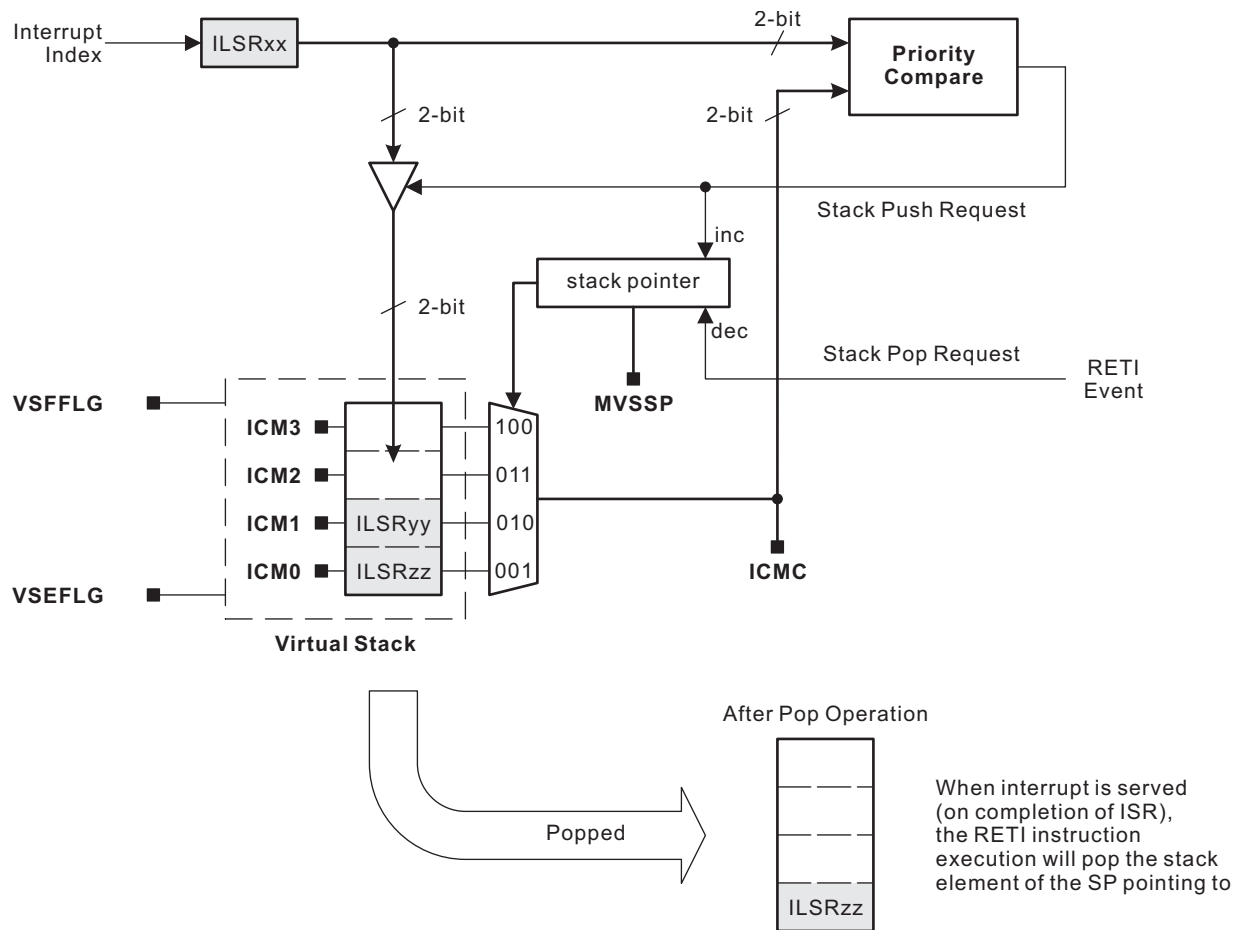 2-bit
Interrupt
Index
ILSRxx
Priority
Compare
2-bit
2-bit
Stack Push Request
inc
stack pointer
2-bit
dec
Stack Pop Request
RETI
Event
MVSSP
VSFFLG
ICM3
100
ICM2
011
ICM1
ILSRyy
010
ICM0
ILSRzz
001
ICMC
VSEFLG
Virtual Stack
After Pop Operation
Popped
When interrupt is served
(on completion of ISR),
the RETI instruction
execution will pop the stack
element of the SP pointing to
ILSRzz